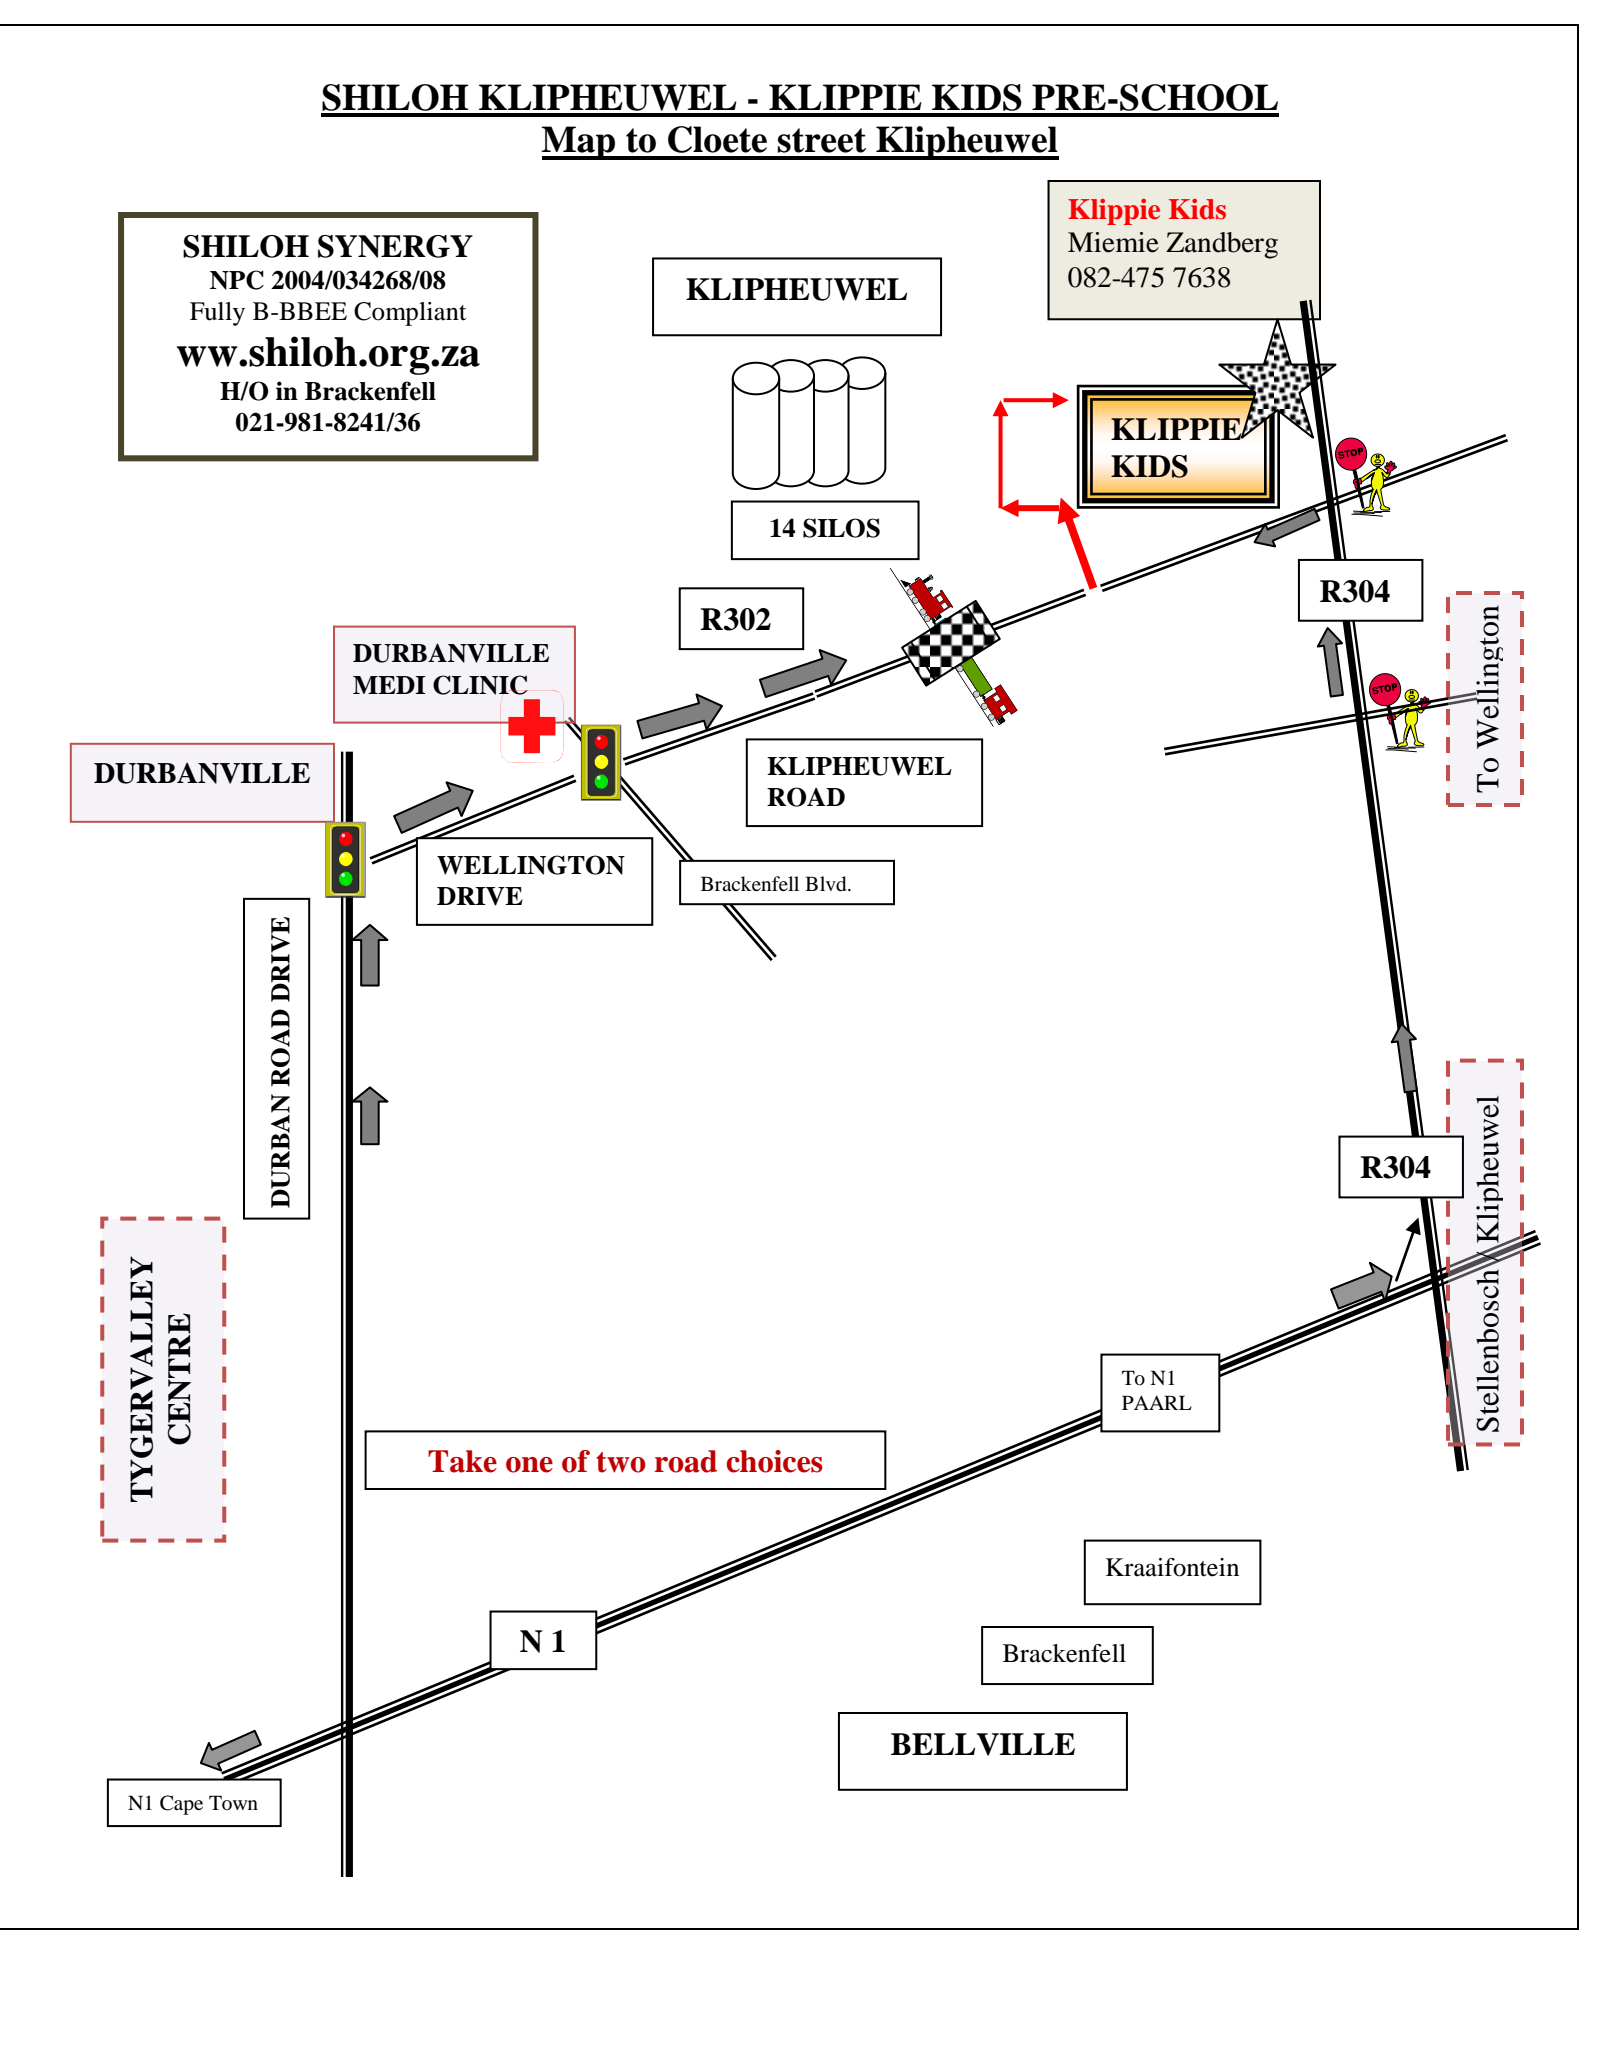 SHILOH KLIPHEUWEL - KLIPPIE KIDS PRE-SCHOOL
Map to Cloete street Klipheuwel
Klippie Kids
Miemie Zandberg
082-475 7638
SHILOH SYNERGY
NPC 2004/034268/08
Fully B-BBEE Compliant
ww.shiloh.org.za
H/O in Brackenfell
021-981-8241/36
KLIPHEUWEL
KLIPPIE
KIDS
STOP
14 SILOS
R304
R302
To Wellington
DURBANVILLE
MEDI CLINIC
STOP
DURBANVILLE
KLIPHEUWEL
ROAD
WELLINGTON
DRIVE
Brackenfell Blvd.
DURBAN ROAD DRIVE
R304
Stellenbosch / Klipheuwel
TYGERVALLEY
CENTRE
To N1
PAARL
Take one of two road choices
Kraaifontein
N 1
Brackenfell
BELLVILLE
N1 Cape Town